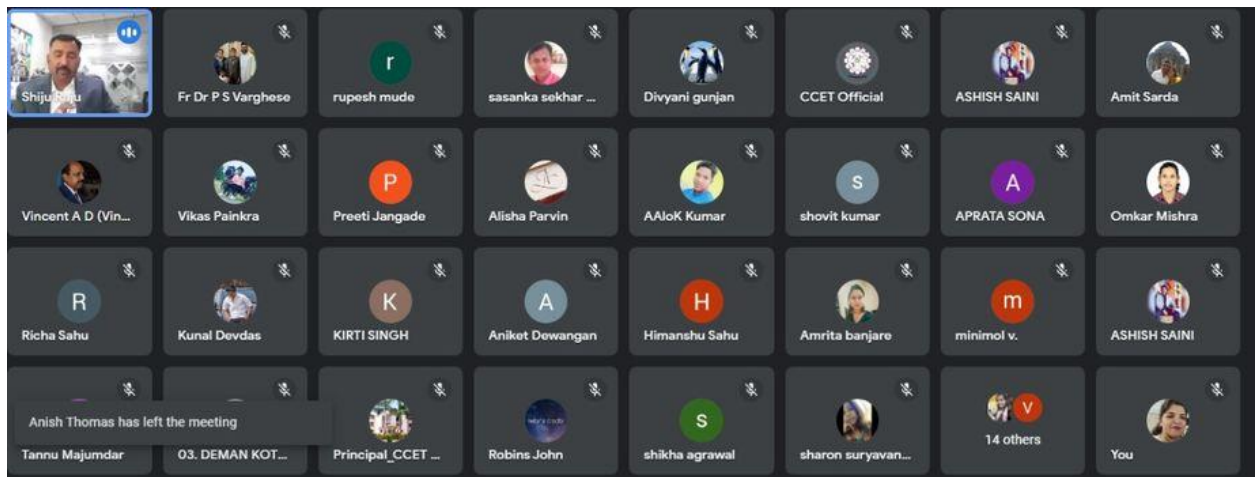 Shiju Raju
Fr Dr P S Varghese
r
rupesh mude
sasanka sekhar ...
Divyani gunjan
CCET Official
ASHISH SAINI
Amit Sarda
Vincent A D (Vin...
Vikas Painkra
P
Preeti Jangade
Alisha Parvin
AAloK Kumar
s
shovit kumar
A
APRATA SONA
Omkar Mishra
R
Richa Sahu
Kunal Devdas
K
KIRTI SINGH
A
Aniket Dewangan
H
Himanshu Sahu
Amrita banjare
m
minimol v.
ASHISH SAINI
Anish Thomas has left the meeting
Tannu Majumdar
03. DEMAN KOT...
Principal_CCET ...
Robins John
s
shikha agrawal
sharon suryavan...
V
14 others
You